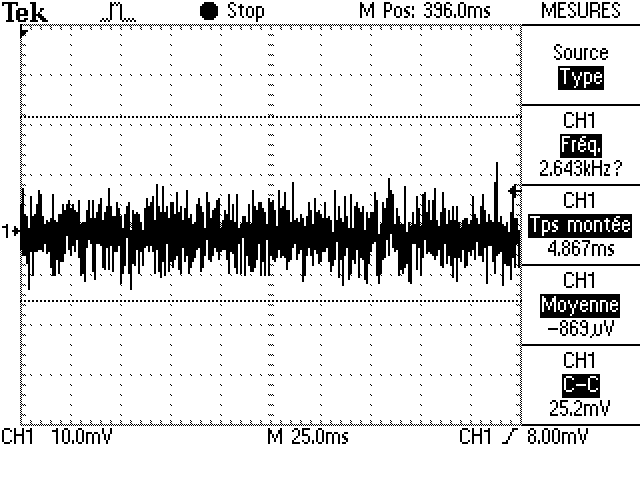 Tek Stop M Pos: 396.0ms MESURES
Source
Type
CH1
Fréq.
2.643kHz?
CH1
Tps montée
4.867ms
CH1
Moyenne
-869µV
CH1
C-C
25.2mV
1
CH1 10.0mV M 25.0ms CH1 8.00mV